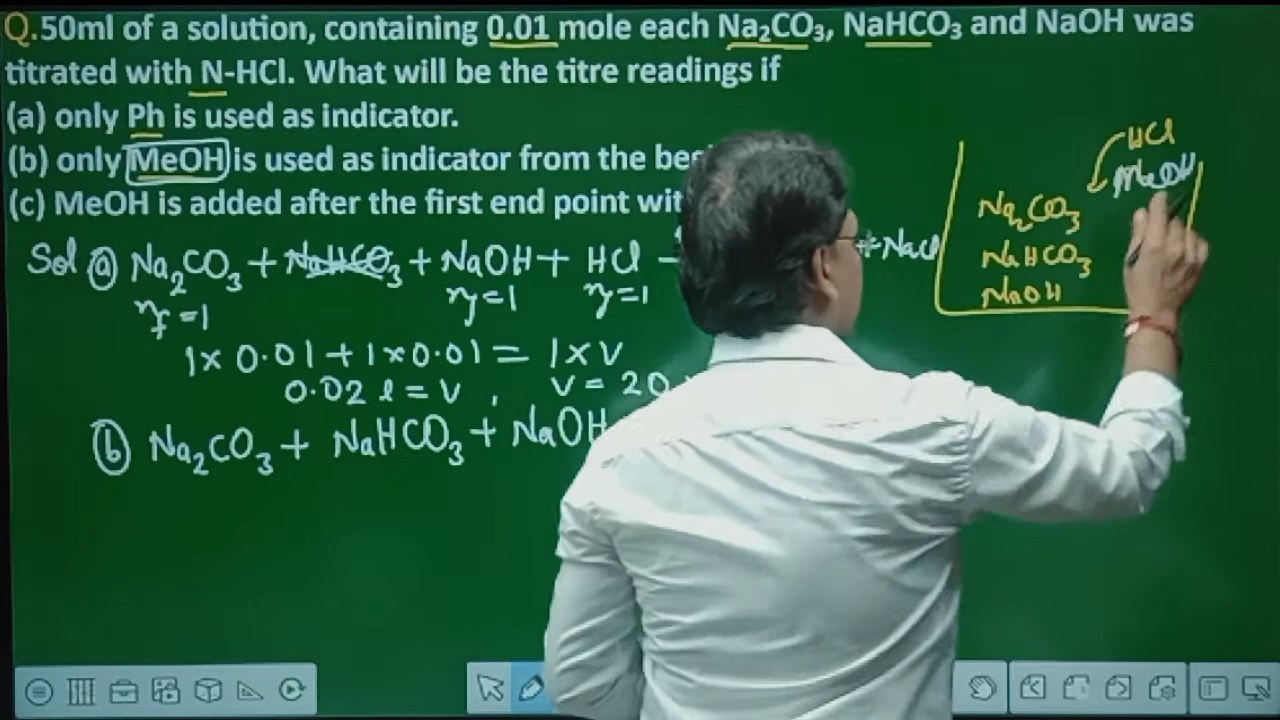 Q.50ml of a solution, containing 0.01 mole each Na₂CO₃, NaHCO₃ and NaOH was
titrated with N-HCl. What will be the titre readings if
(a) only Ph is used as indicator.
(b) only MeOH is used as indicator from the
(c) MeOH is added after the first end point
Sol ⓐ Na₂CO₃ + NaHCO₃ + NaOH + HCl
+ NaCl
η_f = 1 η = 1 η = 1
1 × 0.01 + 1 × 0.01 = 1 × V
0.02 l = V , V = 20
ⓑ Na₂CO₃ + NaHCO₃ + NaOH
HCl
MeOH
Na₂CO₃
NaHCO₃
NaOH